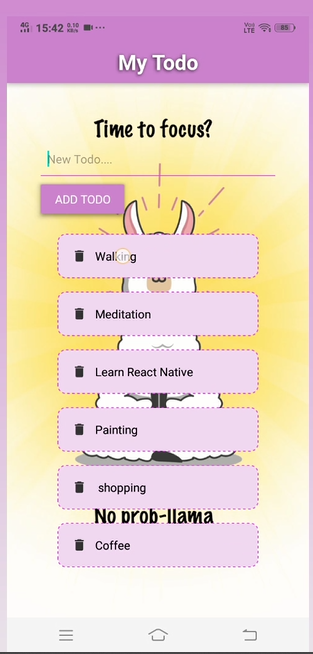 4G 15:42 0.10 KB/s ··· Vo) LTE 85
My Todo
Time to focus?
New Todo....
ADD TODO
Walking
Meditation
Learn React Native
Painting
shopping
No prob-llama
Coffee